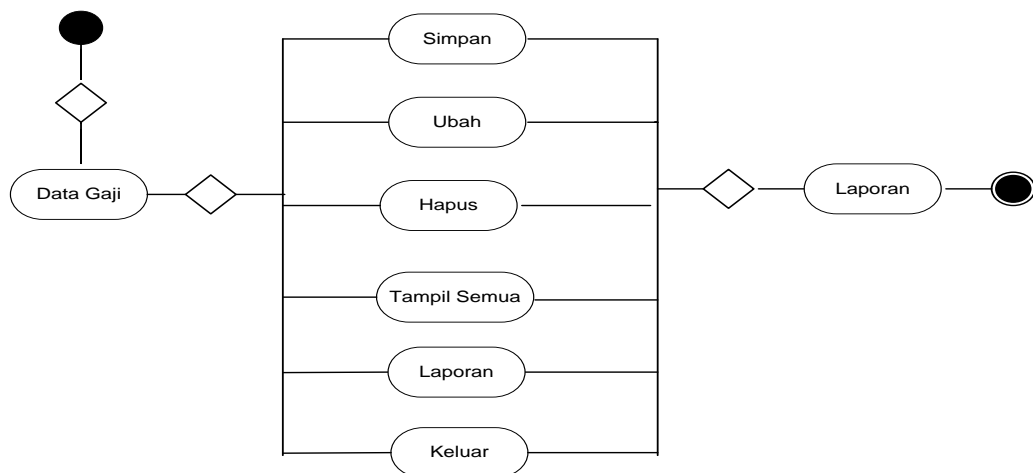 Simpan
Ubah
Data Gaji
Hapus
Laporan
Tampil Semua
Laporan
Keluar